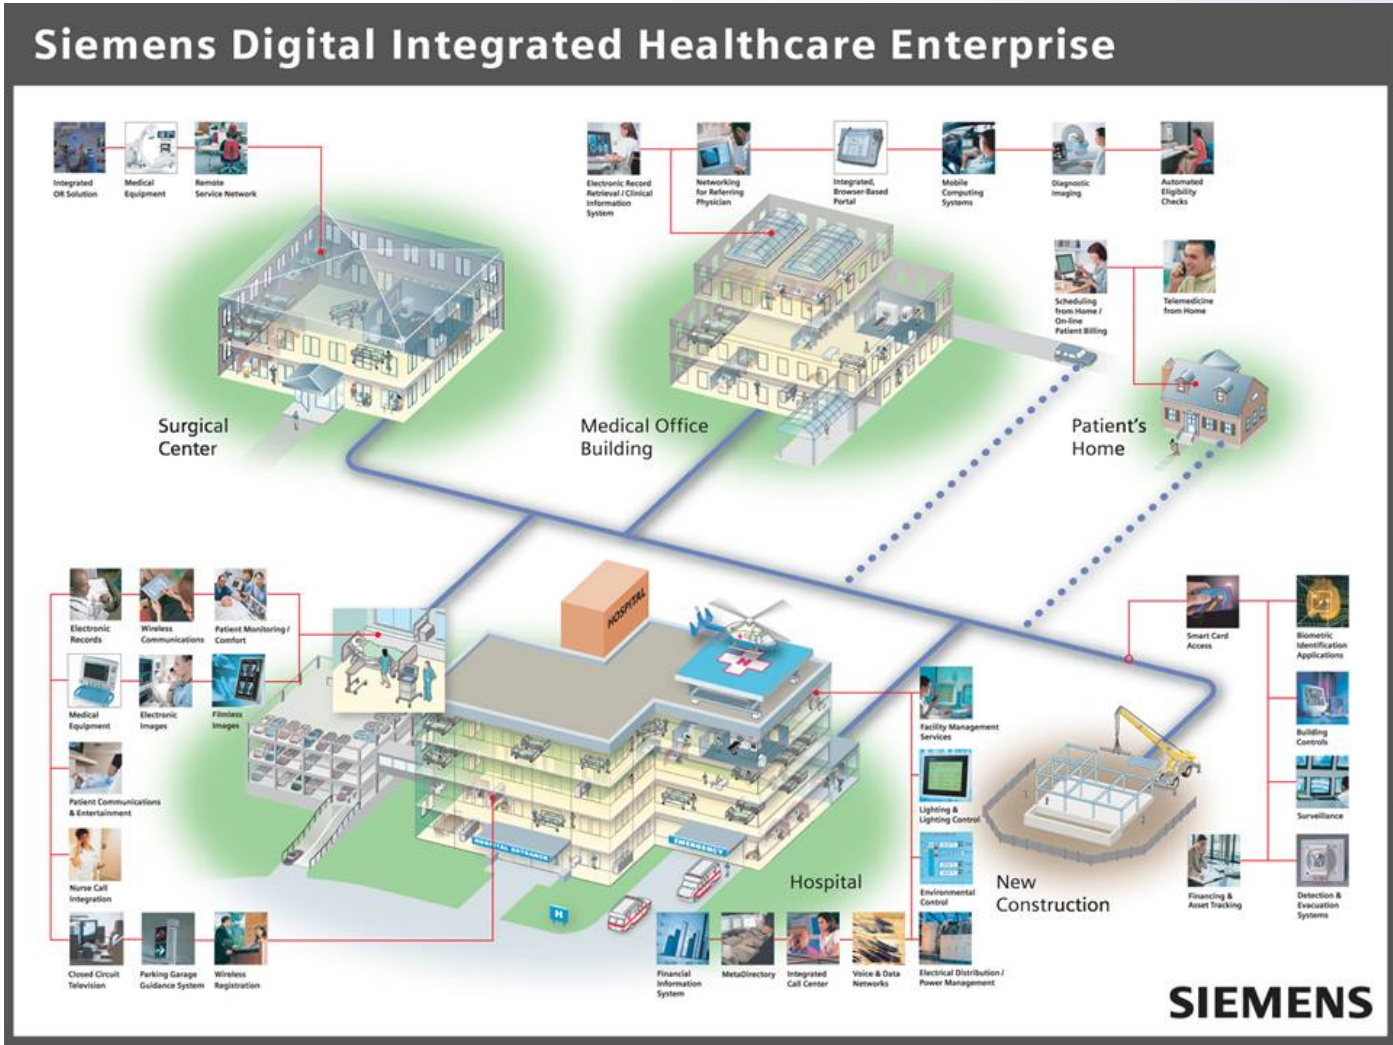 Siemens Digital Integrated Healthcare Enterprise
Integrated
OR Solution
Medical
Equipment
Remote
Service Network
Electronic Record
Retrieval / Clinical
Information
System
Networking
for Referring
Physician
Integrated,
Browser-Based
Portal
Mobile
Computing
Systems
Diagnostic
Imaging
Automated
Eligibility
Checks
Scheduling
from Home /
On-line
Patient Billing
Telemedicine
from Home
Surgical
Center
Medical Office
Building
Patient's
Home
Electronic
Records
Wireless
Communications
Patient Monitoring /
Comfort
Medical
Equipment
Electronic
Images
Filmless
Images
Patient Communications
& Entertainment
Nurse Call
Integration
Closed Circuit
Television
Parking Garage
Guidance System
Wireless
Registration
HOSPITAL
H
HOSPITAL ENTRANCE
EMERGENCY
H
Hospital
Facility Management
Services
Lighting &
Lighting Control
Environmental
Control
Financial
Information
System
MetaDirectory
Integrated
Call Center
Voice & Data
Networks
Electrical Distribution /
Power Management
New
Construction
Smart Card
Access
Biometric
Identification
Applications
Building
Controls
Surveillance
Financing &
Asset Tracking
Detection &
Evacuation
Systems
SIEMENS